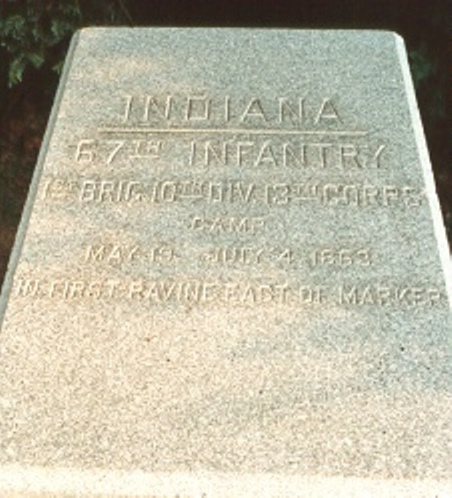 INDIANA
67TH INFANTRY
1ST BRIG. 10TH DIV. 13TH CORPS
CAMP
MAY 19 JULY 4, 1863
IN FIRST RAVINE EAST OF MARKER